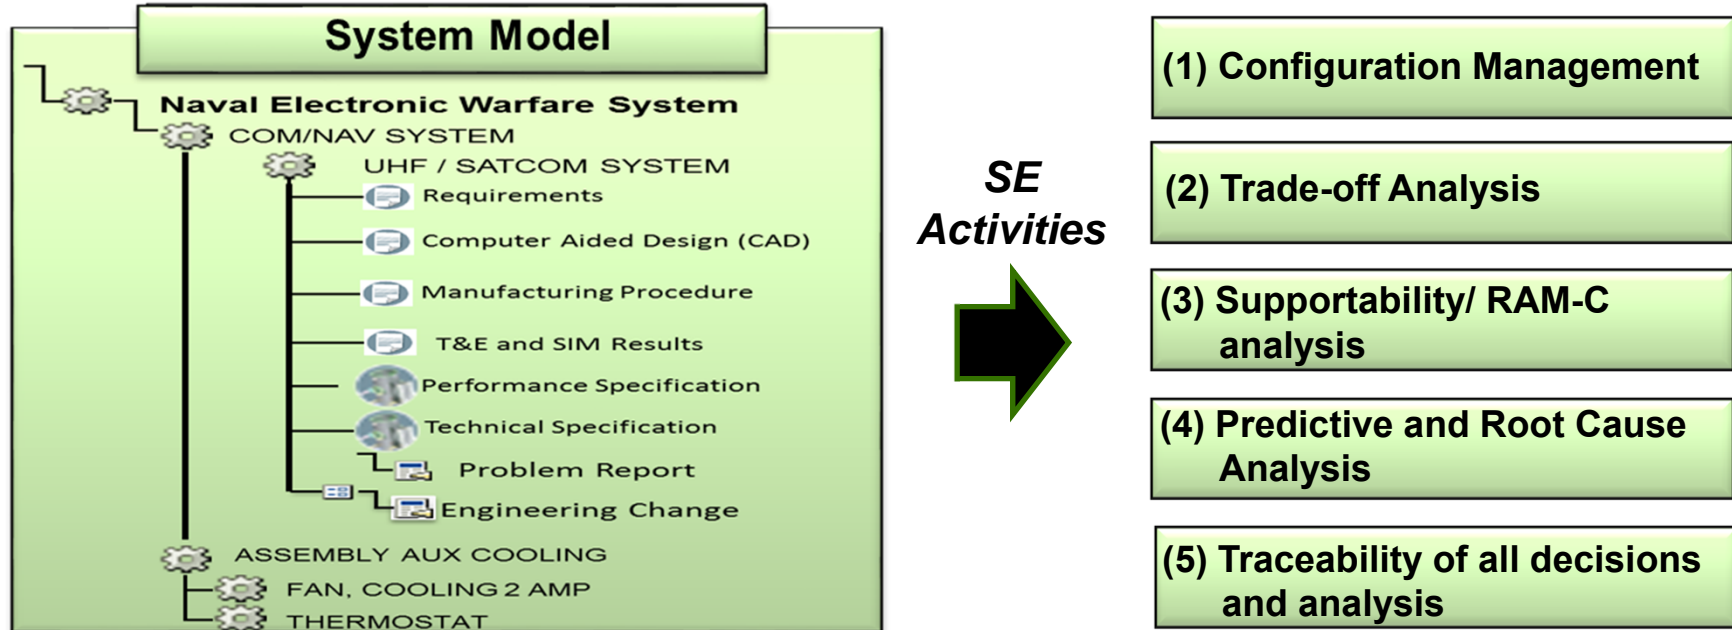 System Model
Naval Electronic Warfare System
COM/NAV SYSTEM
UHF / SATCOM SYSTEM
Requirements
Computer Aided Design (CAD)
Manufacturing Procedure
T&E and SIM Results
Performance Specification
Technical Specification
Problem Report
Engineering Change
ASSEMBLY AUX COOLING
FAN, COOLING 2 AMP
THERMOSTAT
SE
Activities
(1) Configuration Management
(2) Trade-off Analysis
(3) Supportability/ RAM-C
analysis
(4) Predictive and Root Cause
Analysis
(5) Traceability of all decisions
and analysis